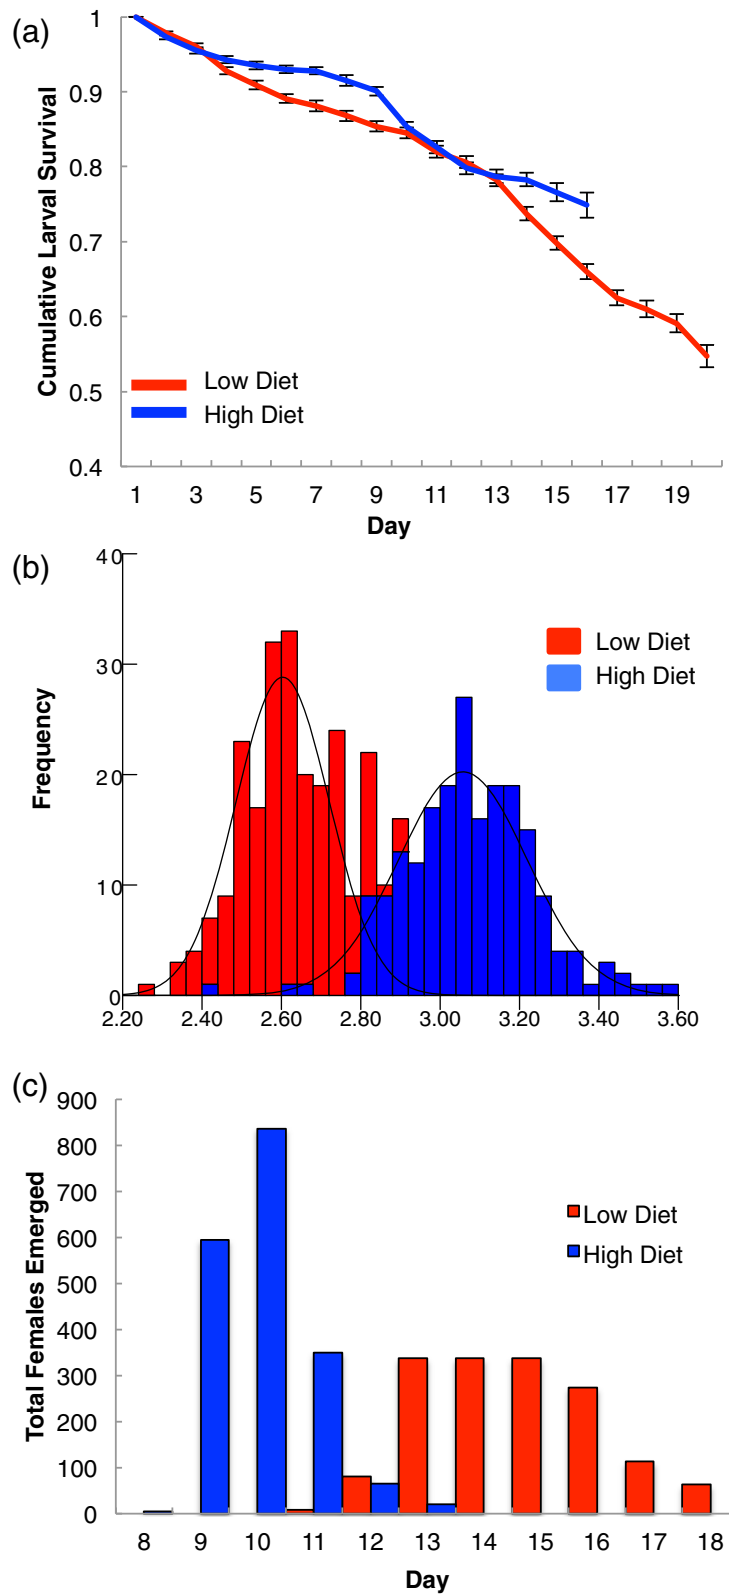 (a)
Cumulative Larval Survival
1
0.9
0.8
0.7
0.6
0.5
0.4
Low Diet
High Diet
1 3 5 7 9 11 13 15 17 19
Day
(b)
Frequency
40
30
20
10
0
Low Diet
High Diet
2.20 2.40 2.60 2.80 3.00 3.20 3.40 3.60
(c)
Total Females Emerged
900
800
700
600
500
400
300
200
100
0
Low Diet
High Diet
8 9 10 11 12 13 14 15 16 17 18
Day